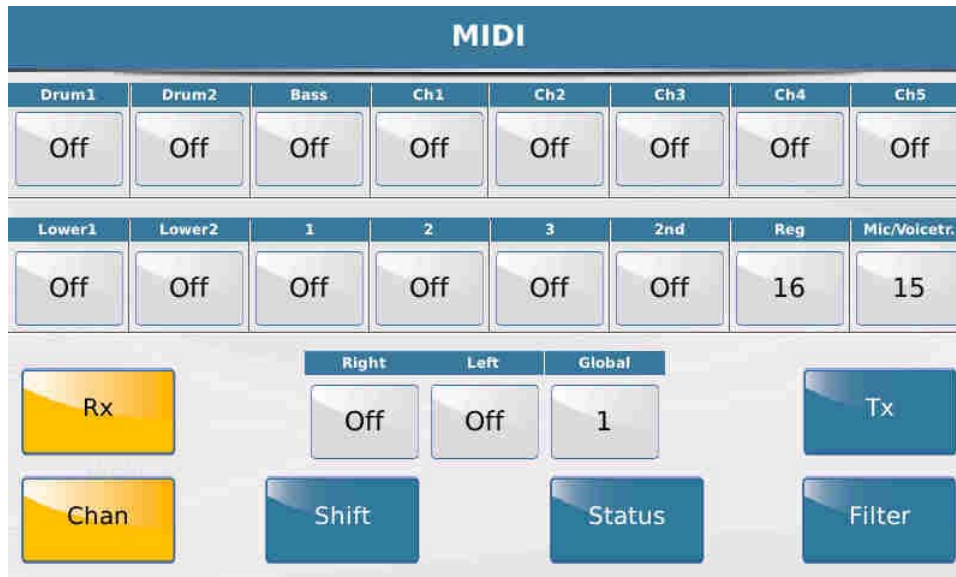 MIDI
Drum1 Drum2 Bass Ch1 Ch2 Ch3 Ch4 Ch5
Off Off Off Off Off Off Off Off
Lower1 Lower2 1 2 3 2nd Reg Mic/Voicetr.
Off Off Off Off Off Off 16 15
Right Left Global
Rx Off Off 1 Tx
Chan Shift Status Filter